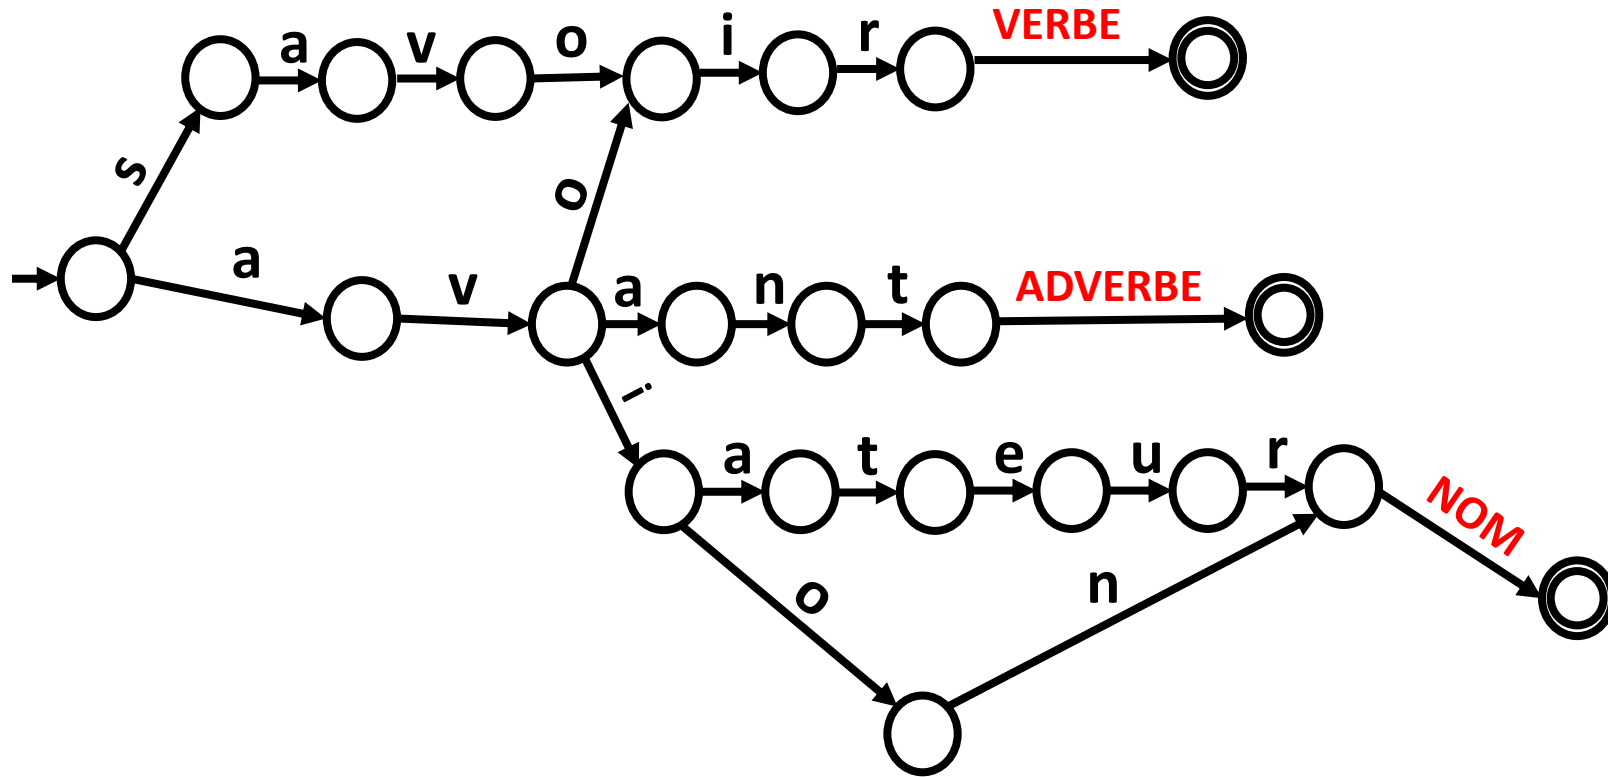 a v o i r VERBE
s o
a v a n t ADVERBE
i
a t e u r NOM
o n